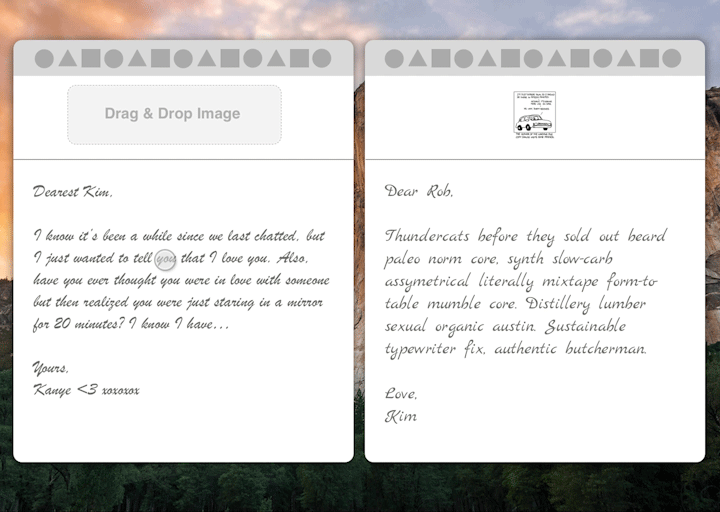 Drag & Drop Image
Dearest Kim,
I know it's been a while since we last chatted, but
I just wanted to tell you that I love you. Also,
have you ever thought you were in love with someone
but then realized you were just staring in a mirror
for 20 minutes? I know I have...
Yours,
Kanye <3 xoxoxox
Dear Rob,
Thundercats before they sold out beard
paleo norm core, synth slow-carb
assymetrical literally mixtape form-to
table mumble core. Distillery lumber
sexual organic austin. Sustainable
typewriter fix, authentic butcherman.
Love,
Kim